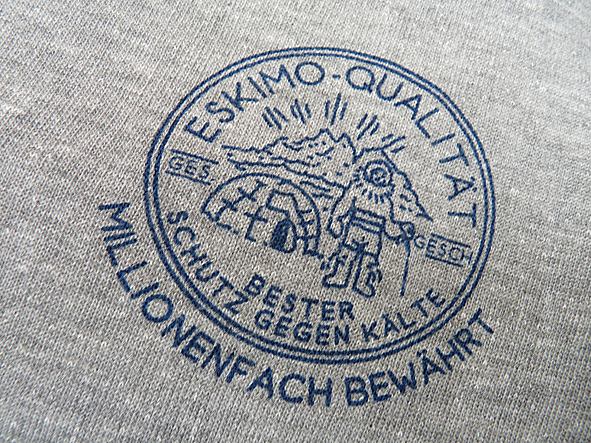 ESKIMO-QUALITÄT
GES.
GESCH
BESTER
SCHUTZ GEGEN KÄLTE
MILLIONENFACH BEWÄHRT